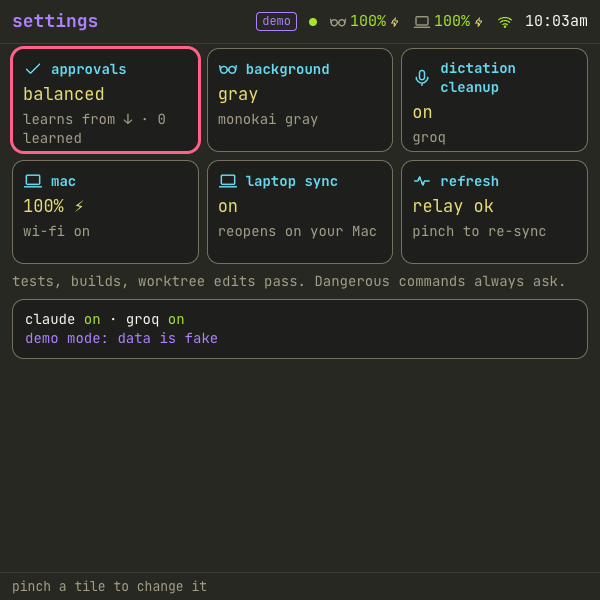 settings demo 100% 100% 10:03am
approvals
balanced
learns from ↓ · 0
learned
background
gray
monokai gray
dictation
cleanup
on
groq
mac
100% ⚡
wi-fi on
laptop sync
on
reopens on your Mac
refresh
relay ok
pinch to re-sync
tests, builds, worktree edits pass. Dangerous commands always ask.
claude on · groq on
demo mode: data is fake
pinch a tile to change it